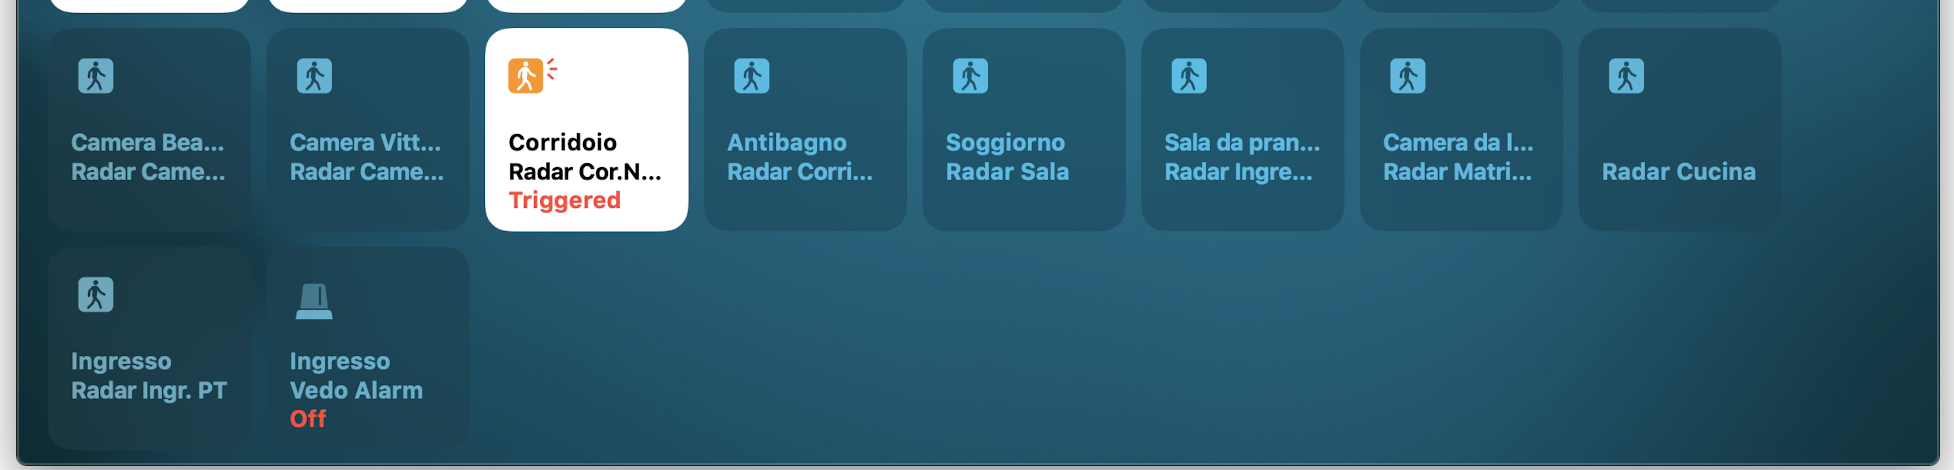 Camera Bea...
Radar Came...
Camera Vitt...
Radar Came...
Corridoio
Radar Cor.N...
Triggered
Antibagno
Radar Corri...
Soggiorno
Radar Sala
Sala da pran...
Radar Ingre...
Camera da l...
Radar Matri...
Radar Cucina
Ingresso
Radar Ingr. PT
Ingresso
Vedo Alarm
Off